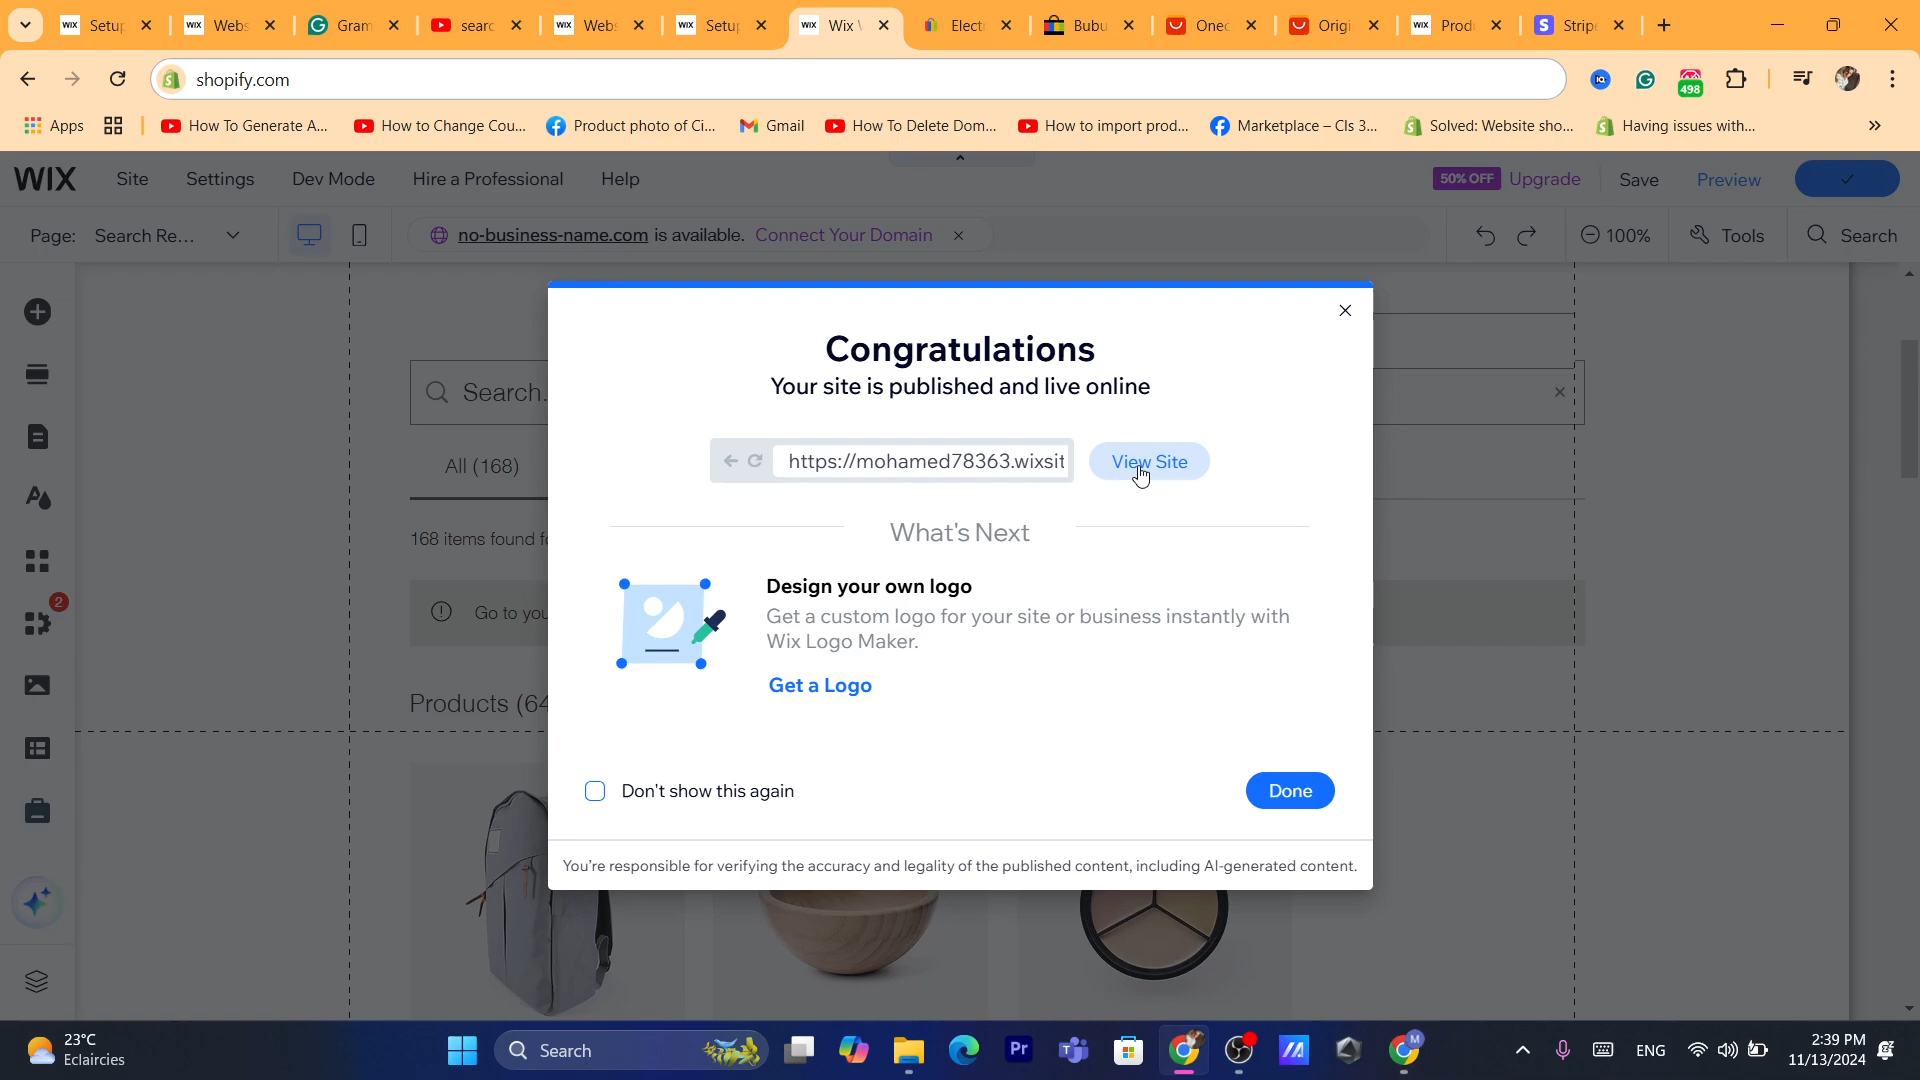 Setup
Webs
Gram
searc
Webs
Setup
Wix
Elect
Bubu
Onec
Origi
Prod
Stripe
shopify.com
498
Apps
How To Generate A...
How to Change Cou...
Product photo of Ci...
Gmail
How To Delete Dom...
How to import prod...
Marketplace – Cls 3...
Solved: Website sho...
Having issues with...
WIX
Site
Settings
Dev Mode
Hire a Professional
Help
50% OFF Upgrade
Save
Preview
Page: Search Re...
no-business-name.com is available. Connect Your Domain
100%
Tools
Search
Congratulations
Your site is published and live online
https://mohamed78363.wixsit
View Site
What's Next
Design your own logo
Get a custom logo for your site or business instantly with
Wix Logo Maker.
Get a Logo
Don't show this again
Done
You're responsible for verifying the accuracy and legality of the published content, including AI-generated content.
Search.
All (168)
168 items found f
Go to you
Products (64
2
23°C
Eclaircies
Search
Pr
M
ENG
2:39 PM
11/13/2024